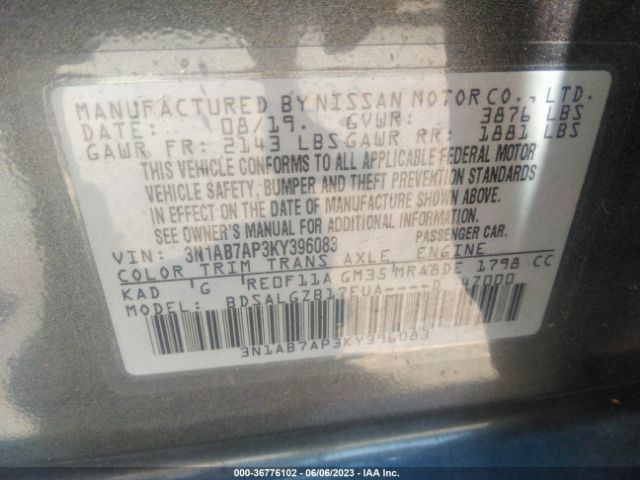 MANUFACTURED BY NISSAN MOTOR CO., LTD.
DATE: 08/19. GVWR: 3876 LBS
GAWR FR: 2143 LBS GAWR RR: 1881 LBS
THIS VEHICLE CONFORMS TO ALL APPLICABLE FEDERAL MOTOR
VEHICLE SAFETY, BUMPER AND THEFT PREVENTION STANDARDS
IN EFFECT ON THE DATE OF MANUFACTURE SHOWN ABOVE.
SEE OWNER'S MANUAL FOR ADDITIONAL INFORMATION
VIN: 3N1AB7AP3KY396083 PASSENGER CAR.
COLOR TRIM TRANS AXLE ENGINE
KAD G RE0F11A GM35 MRA8DE 1798 CC
MODEL: BDSALGZB17EUA----D 47000
3N1AB7AP3KY396083
000-36776102 - 06/06/2023 - IAA Inc.